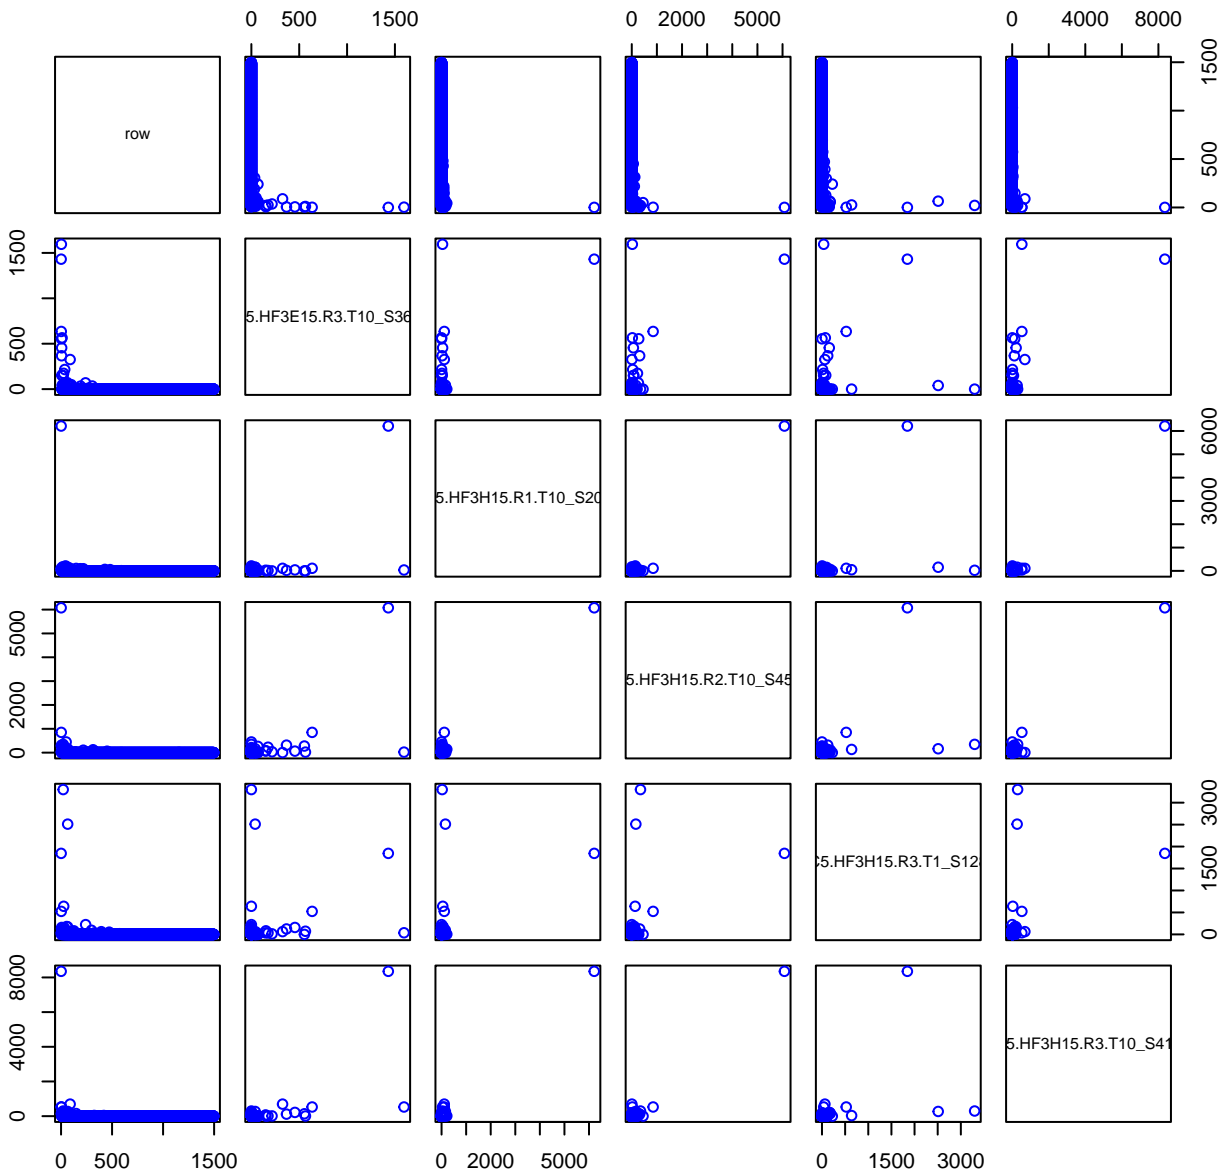 0 500 1500
0 2000 5000
0 4000 8000
row
0 500 1500
0 500 1500
5.HF3E15.R3.T10_S36
5.HF3H15.R1.T10_S20
0 3000 6000
0 2000 5000
5.HF3H15.R2.T10_S45
5.HF3H15.R3.T1_S12
0 1500 3000
0 4000 8000
5.HF3H15.R3.T10_S41
0 500 1500
0 2000 5000
0 1500 3000